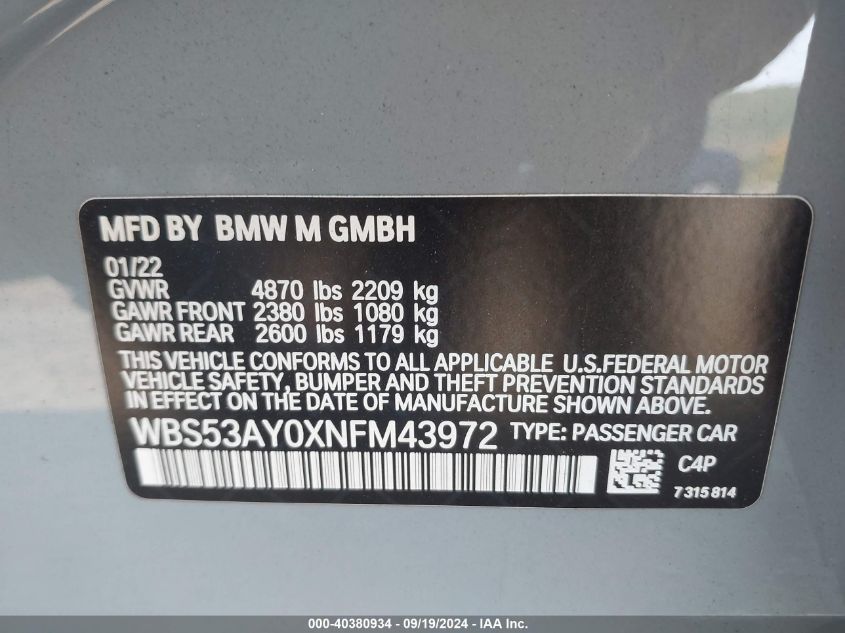 MFD BY BMW M GMBH
01/22
GVWR 4870 lbs 2209 kg
GAWR FRONT 2380 lbs 1080 kg
GAWR REAR 2600 lbs 1179 kg
THIS VEHICLE CONFORMS TO ALL APPLICABLE U.S.FEDERAL MOTOR
VEHICLE SAFETY, BUMPER AND THEFT PREVENTION STANDARDS
IN EFFECT ON THE DATE OF MANUFACTURE SHOWN ABOVE.
WBS53AY0XNFM43972 TYPE: PASSENGER CAR
C4P
7315814
000-40380934 - 09/19/2024 - IAA Inc.